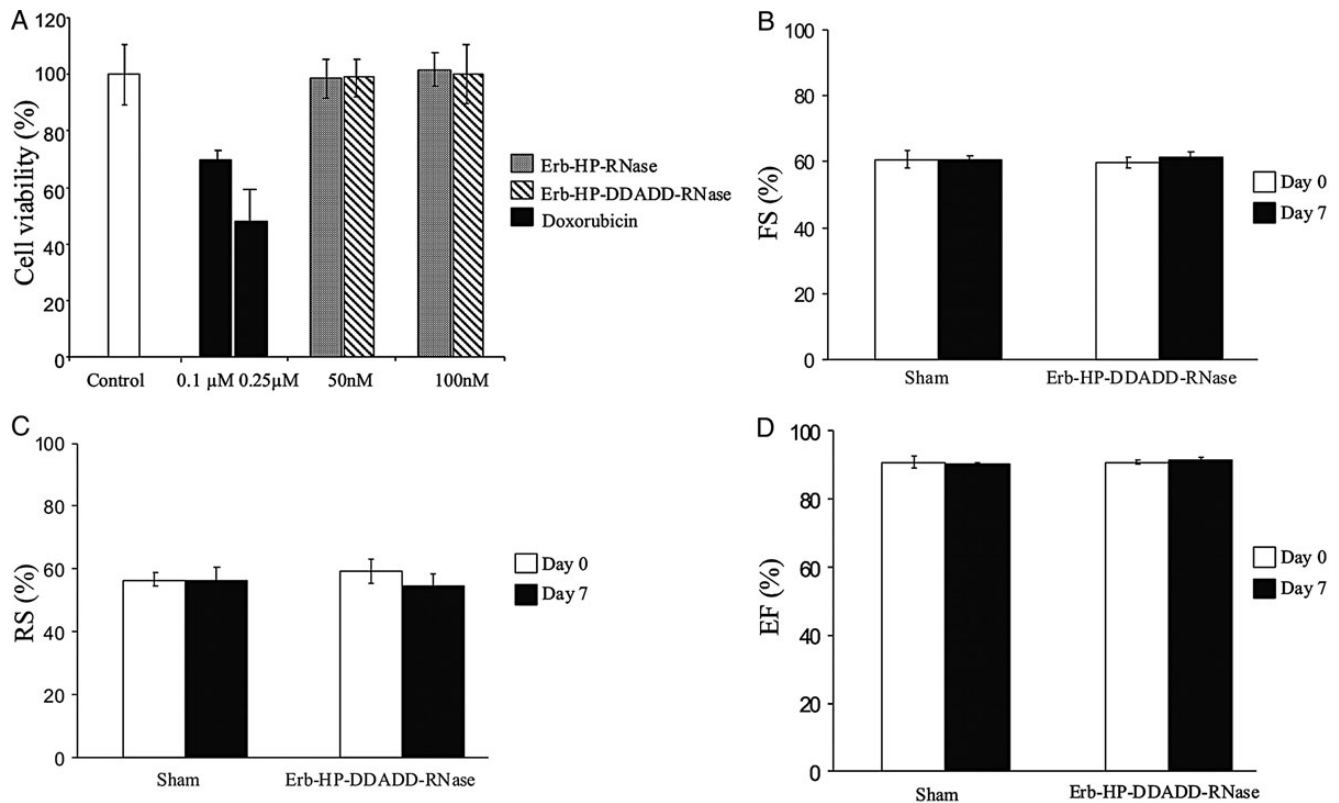 A
120
100
80
60
40
20
0
Cell viability (%)
Control
0.1 μM 0.25μM
50nM
100nM
Erb-HP-RNase
Erb-HP-DDADD-RNase
Doxorubicin
B
100
80
60
40
20
0
FS (%)
Sham
Erb-HP-DDADD-RNase
Day 0
Day 7
C
100
80
60
40
20
0
RS (%)
Sham
Erb-HP-DDADD-RNase
Day 0
Day 7
D
100
80
60
40
20
0
EF (%)
Sham
Erb-HP-DDADD-RNase
Day 0
Day 7